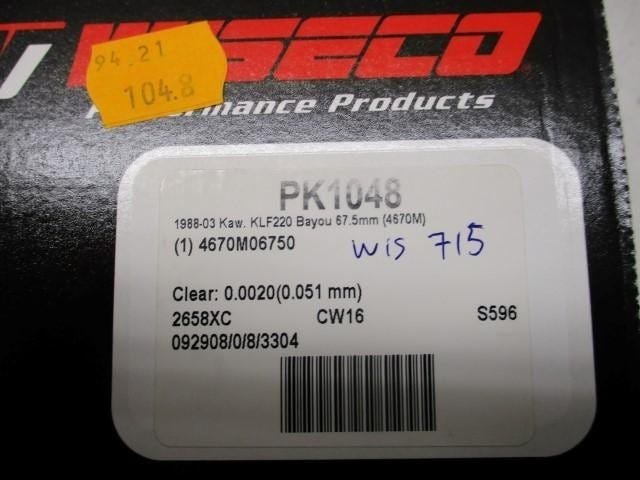 WISECO
94.21
104.8
Performance Products
PK1048
1988-03 Kaw. KLF220 Bayou 67.5mm (4670M)
(1) 4670M06750
WIS 715
Clear: 0.0020(0.051 mm)
2658XC CW16 S596
092908/0/8/3304